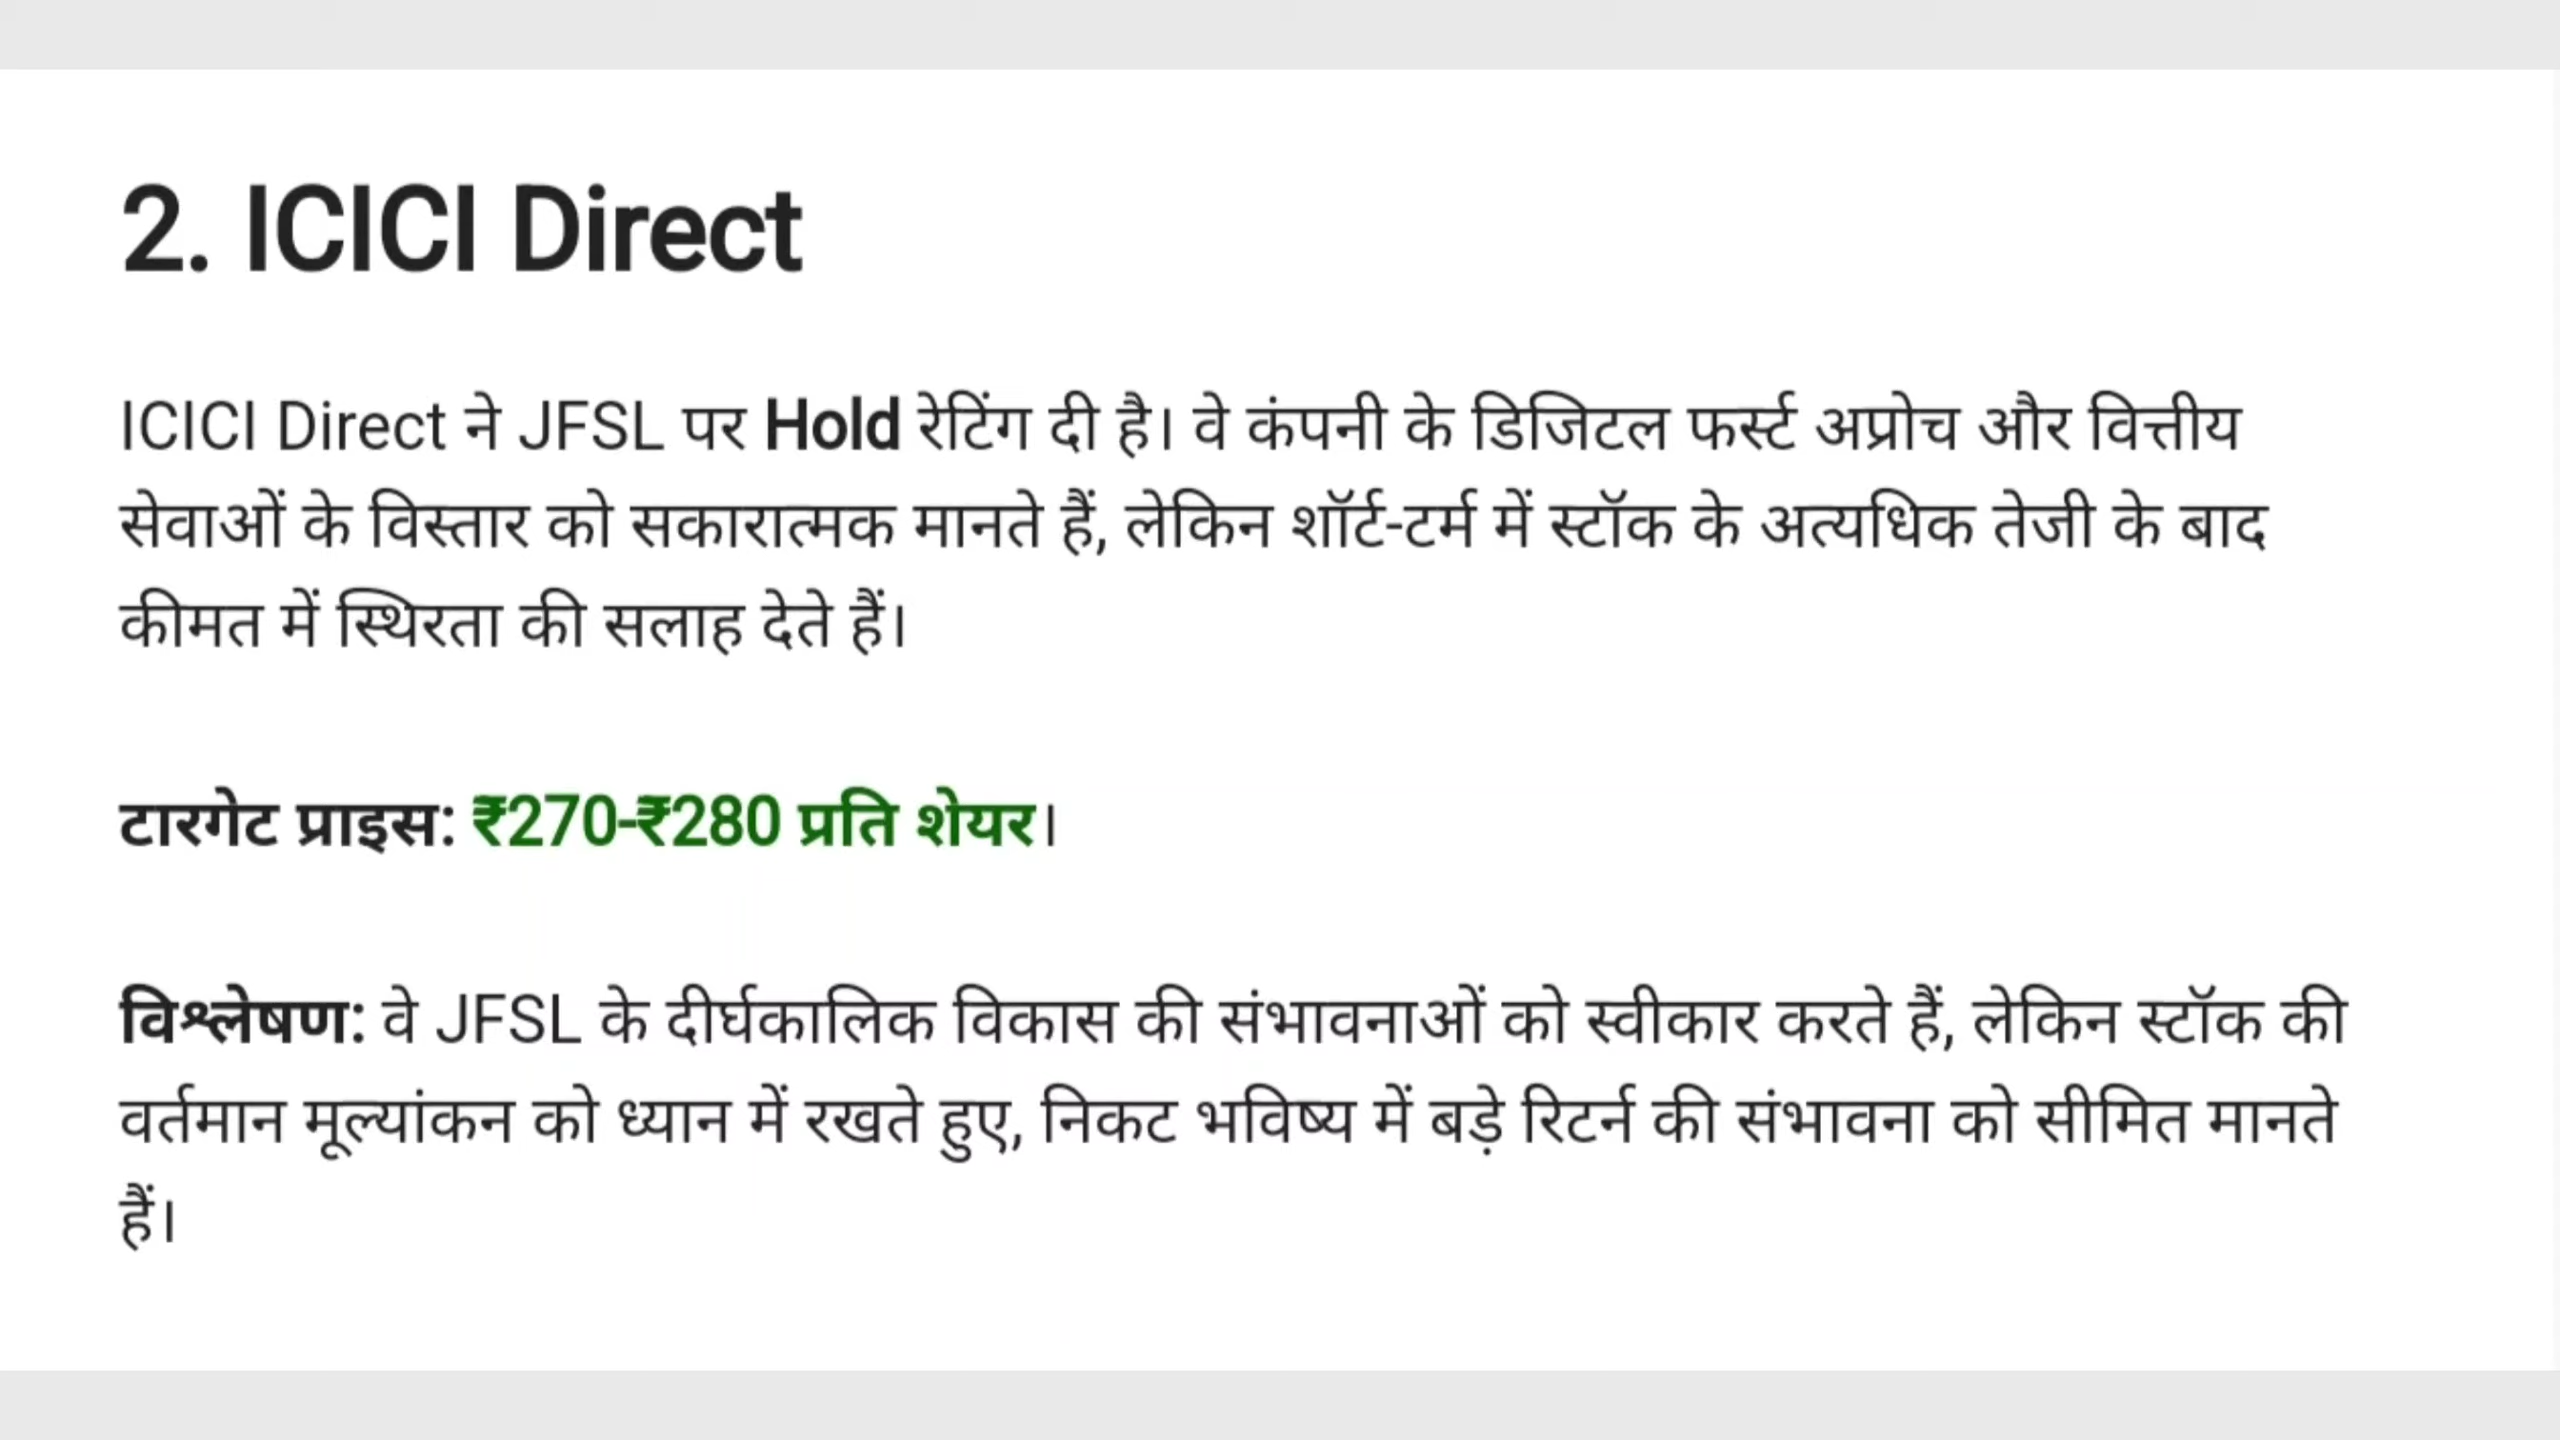 2. ICICI Direct
ICICI Direct ने JFSL पर Hold रेटिंग दी है। वे कंपनी के डिजिटल फर्स्ट अप्रोच और वित्तीय
सेवाओं के विस्तार को सकारात्मक मानते हैं, लेकिन शॉर्ट-टर्म में स्टॉक के अत्यधिक तेजी के बाद
कीमत में स्थिरता की सलाह देते हैं।
टारगेट प्राइस: ₹270-₹280 प्रति शेयर।
विश्लेषण: वे JFSL के दीर्घकालिक विकास की संभावनाओं को स्वीकार करते हैं, लेकिन स्टॉक की
वर्तमान मूल्यांकन को ध्यान में रखते हुए, निकट भविष्य में बड़े रिटर्न की संभावना को सीमित मानते
हैं।